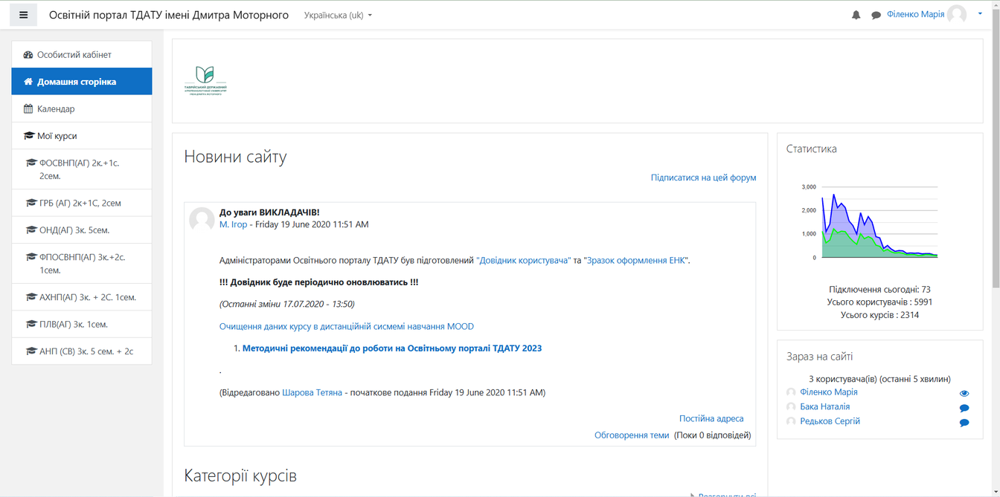 Освітній портал ТДАТУ імені Дмитра Моторного
Українська (uk)
Філенко Марія
Особистий кабінет
Домашня сторінка
Календар
Мої курси
ФОСВНП(АГ) 2к.+1с.
2сем.
ГРБ (АГ) 2к+1С, 2сем
ОНД(АГ) 3к. 5сем.
ФПОСВНП(АГ) 3к.+2с.
1сем.
АХНП(АГ) 3к. + 2С. 1сем.
ПЛВ(АГ) 3к. 1сем.
АНП (СВ) 3к. 5 сем. + 2с
ТАВРІЙСЬКИЙ ДЕРЖАВНИЙ
АГРОТЕХНОЛОГІЧНИЙ УНІВЕРСИТЕТ
ІМЕНІ ДМИТРА МОТОРНОГО
Новини сайту
Підписатися на цей форум
До уваги ВИКЛАДАЧІВ!
М. Ігор - Friday 19 June 2020 11:51 AM
Адміністраторами Освітнього порталу ТДАТУ був підготовлений "Довідник користувача" та "Зразок оформлення ЕНК".
!!! Довідник буде періодично оновлюватись !!!
(Останні зміни 17.07.2020 - 13:50)
Очищення даних курсу в дистанційній сисмемі навчання MOOD
1. Методичні рекомендації до роботи на Освітньому порталі ТДАТУ 2023
.
(Відредаговано Шарова Тетяна - початкове подання Friday 19 June 2020 11:51 AM)
Постійна адреса
Обговорення теми (Поки 0 відповідей)
Категорії курсів
Розгорнути всі
Статистика
3,000
2,000
1,000
0
Підключення сьогодні: 73
Усього користувачів : 5991
Усього курсів : 2314
Зараз на сайті
3 користувача(ів) (останні 5 хвилин)
Філенко Марія
Бака Наталія
Редьков Сергій